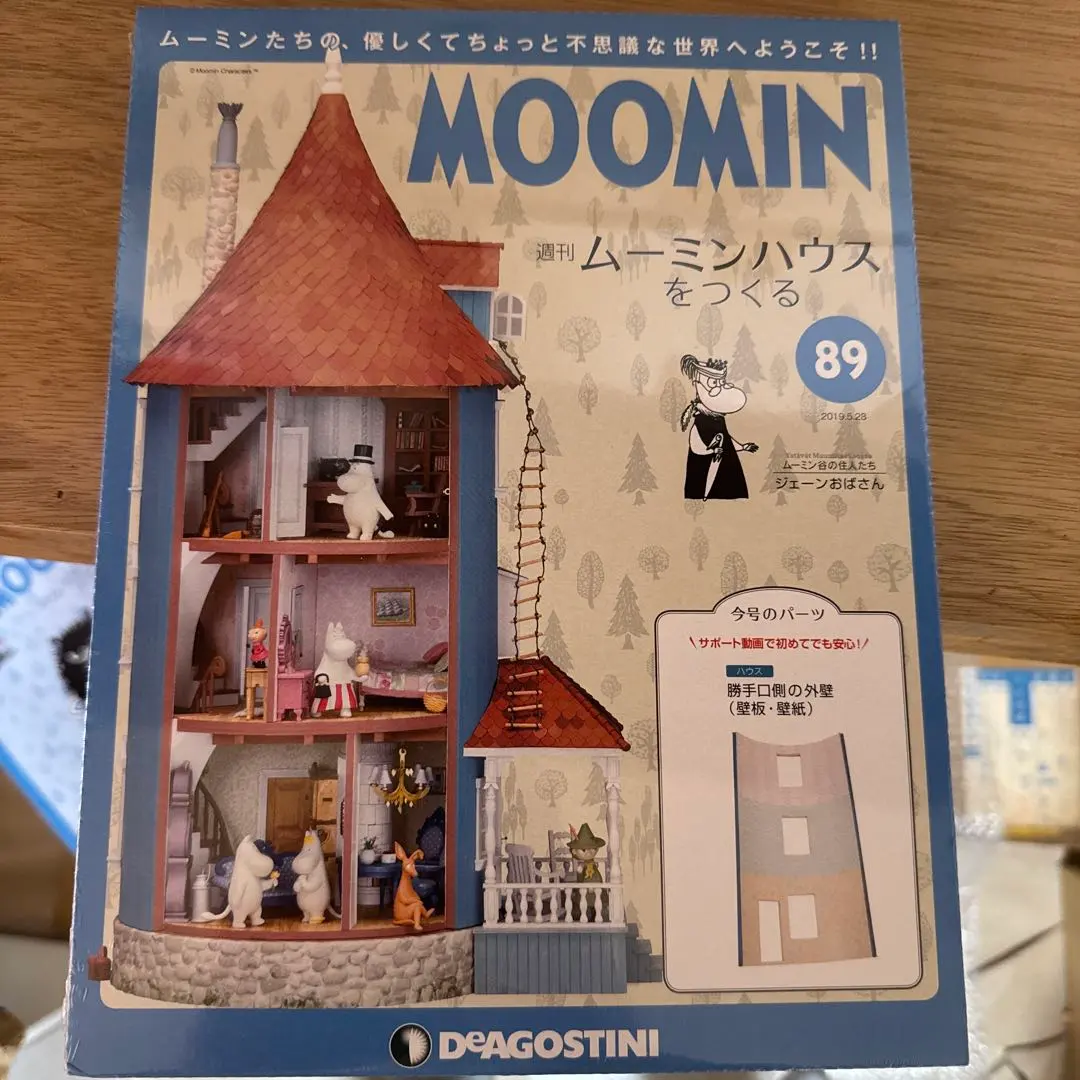 ムーミンたちの、優しくてちょっと不思議な世界へようこそ!!
© Moomin Characters™
MOOMIN
週刊 ムーミンハウス
をつくる
89
2019.5.28
ムーミン谷の住人たち
ジェーンおばさん
今号のパーツ
\サポート動画で初めてでも安心!/
ハウス
勝手口側の外壁
(壁板・壁紙)
DeAGOSTINI
MOO